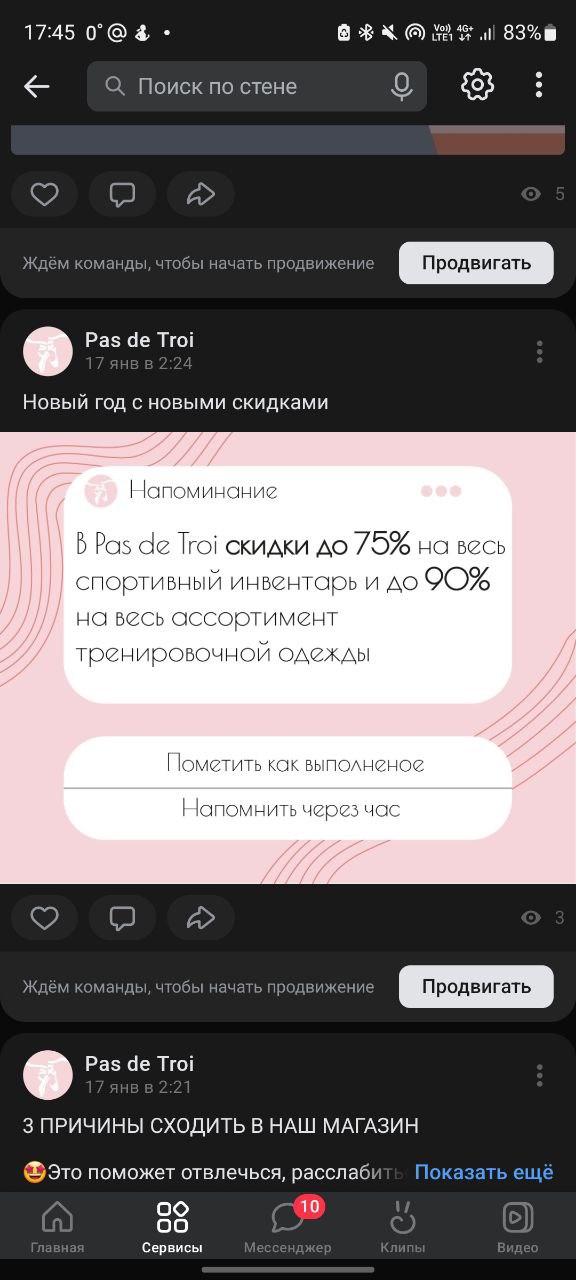 17:45 0° @
Vo)) 4G+ 83%
LTE1
Поиск по стене
5
Ждём команды, чтобы начать продвижение Продвигать
Pas de Troi
17 янв в 2:24
Новый год с новыми скидками
Напоминание
В Pas de Troi скидки до 75% на весь
спортивный инвентарь и до 90%
на весь ассортимент
тренировочной одежды
Пометить как выполненое
Напомнить через час
3
Ждём команды, чтобы начать продвижение Продвигать
Pas de Troi
17 янв в 2:21
3 ПРИЧИНЫ СХОДИТЬ В НАШ МАГАЗИН
🤩Это поможет отвлечься, расслабить Показать ещё
10
Главная Сервисы Мессенджер Клипы Видео